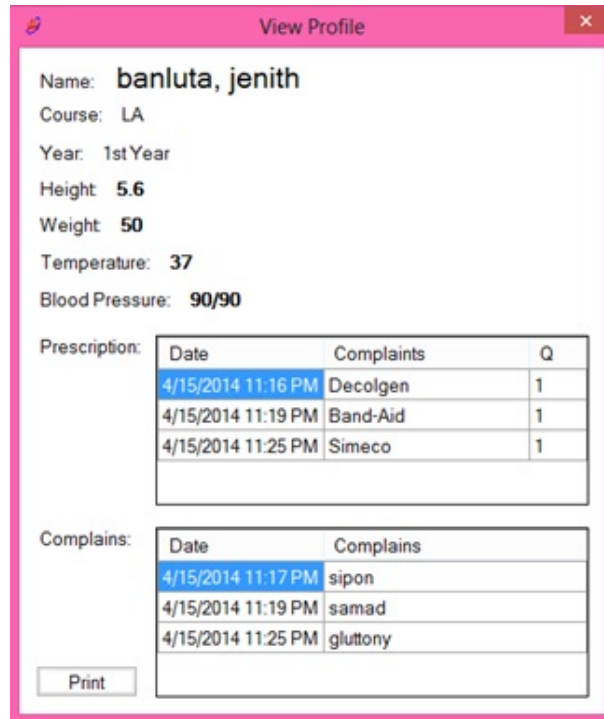 View Profile
Name: banluta, jenith
Course: LA
Year: 1st Year
Height: 5.6
Weight: 50
Temperature: 37
Blood Pressure: 90/90
Prescription:
Date Complaints Q
4/15/2014 11:16 PM Decolgen 1
4/15/2014 11:19 PM Band-Aid 1
4/15/2014 11:25 PM Simeco 1
Complains:
Date Complains
4/15/2014 11:17 PM sipon
4/15/2014 11:19 PM samad
4/15/2014 11:25 PM gluttony
Print